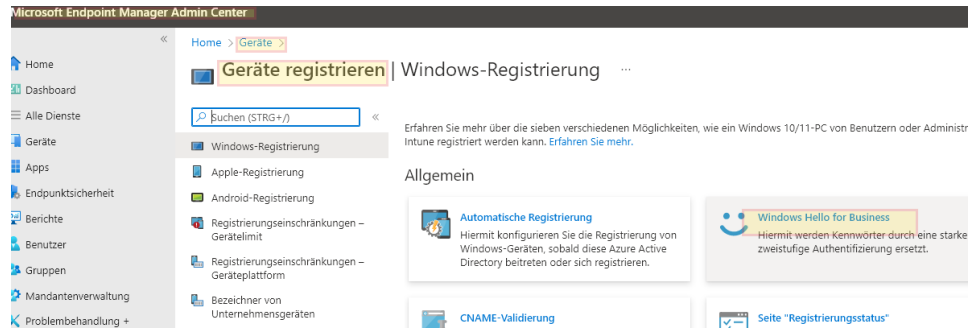 Microsoft Endpoint Manager Admin Center
«
Home
Dashboard
Alle Dienste
Geräte
Apps
Endpunktsicherheit
Berichte
Benutzer
Gruppen
Mandantenverwaltung
Problembehandlung +
Home > Geräte >
Geräte registrieren | Windows-Registrierung ...
Suchen (STRG+/)
«
Windows-Registrierung
Apple-Registrierung
Android-Registrierung
Registrierungseinschränkungen –
Gerätelimit
Registrierungseinschränkungen –
Geräteplattform
Bezeichner von
Unternehmensgeräten
Erfahren Sie mehr über die sieben verschiedenen Möglichkeiten, wie ein Windows 10/11-PC von Benutzern oder Administr
Intune registriert werden kann. Erfahren Sie mehr.
Allgemein
Automatische Registrierung
Hiermit konfigurieren Sie die Registrierung von
Windows-Geräten, sobald diese Azure Active
Directory beitreten oder sich registrieren.
Windows Hello for Business
Hiermit werden Kennwörter durch eine starke
zweistufige Authentifizierung ersetzt.
CNAME-Validierung
Seite "Registrierungsstatus"